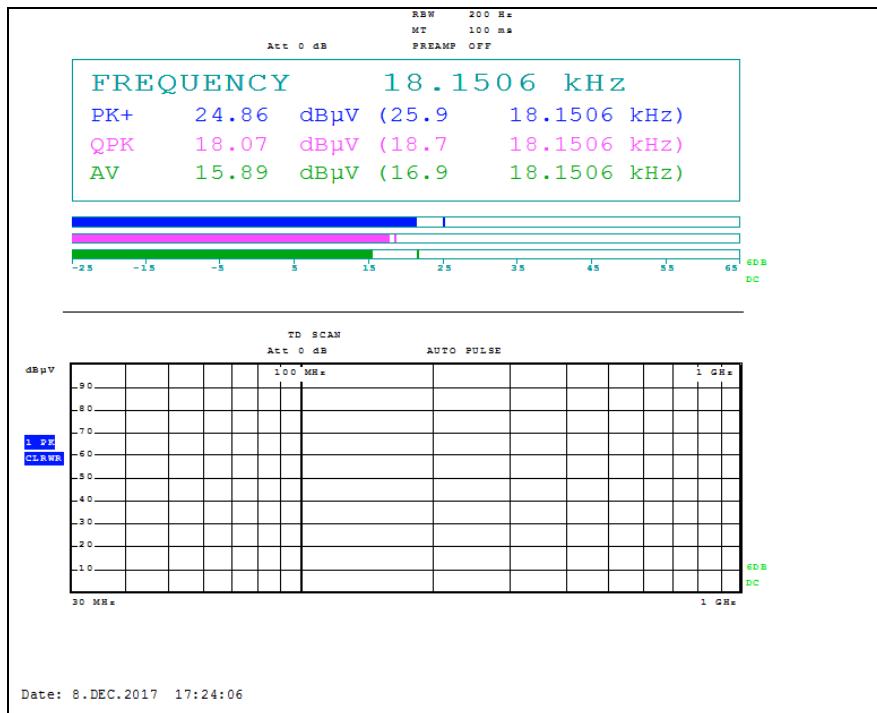 RBW 200 Hz
MT 100 ms
Att 0 dB PREAMP OFF
FREQUENCY 18.1506 kHz
PK+ 24.86 dBµV (25.9 18.1506 kHz)
QPK 18.07 dBµV (18.7 18.1506 kHz)
AV 15.89 dBµV (16.9 18.1506 kHz)
-25 -15 -5 5 15 25 35 45 55 65
6DB
DC
TD SCAN
Att 0 dB AUTO PULSE
dBµV
100 MHz 1 GHz
90
80
70
1 PK
60
CLRWR
50
40
30
20
10
6DB
DC
30 MHz 1 GHz
Date: 8.DEC.2017 17:24:06